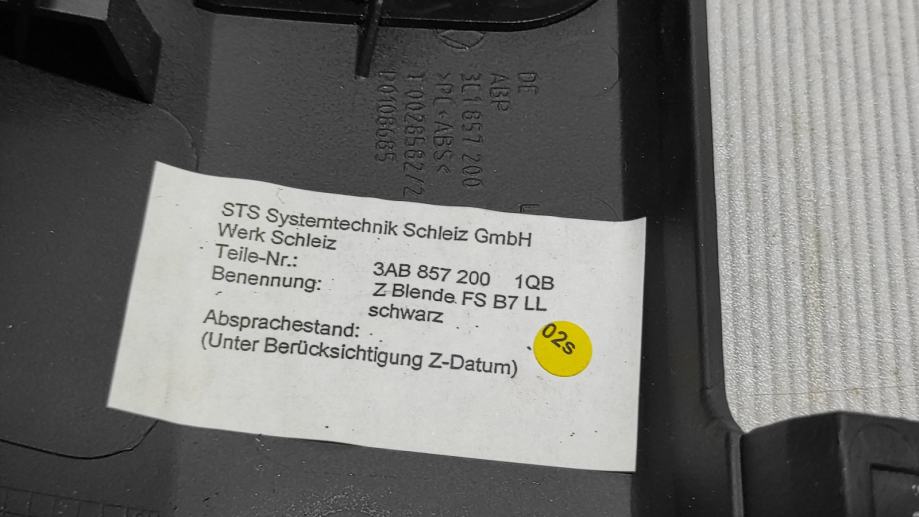 DE
ABP
3C1 857 200
>PC+ABS<
P0108685
STS Systemtechnik Schleiz GmbH
Werk Schleiz
Teile-Nr.: 3AB 857 200 1QB
Benennung: Z Blende FS B7 LL
schwarz
Absprachestand:
(Unter Berücksichtigung Z-Datum)
02s